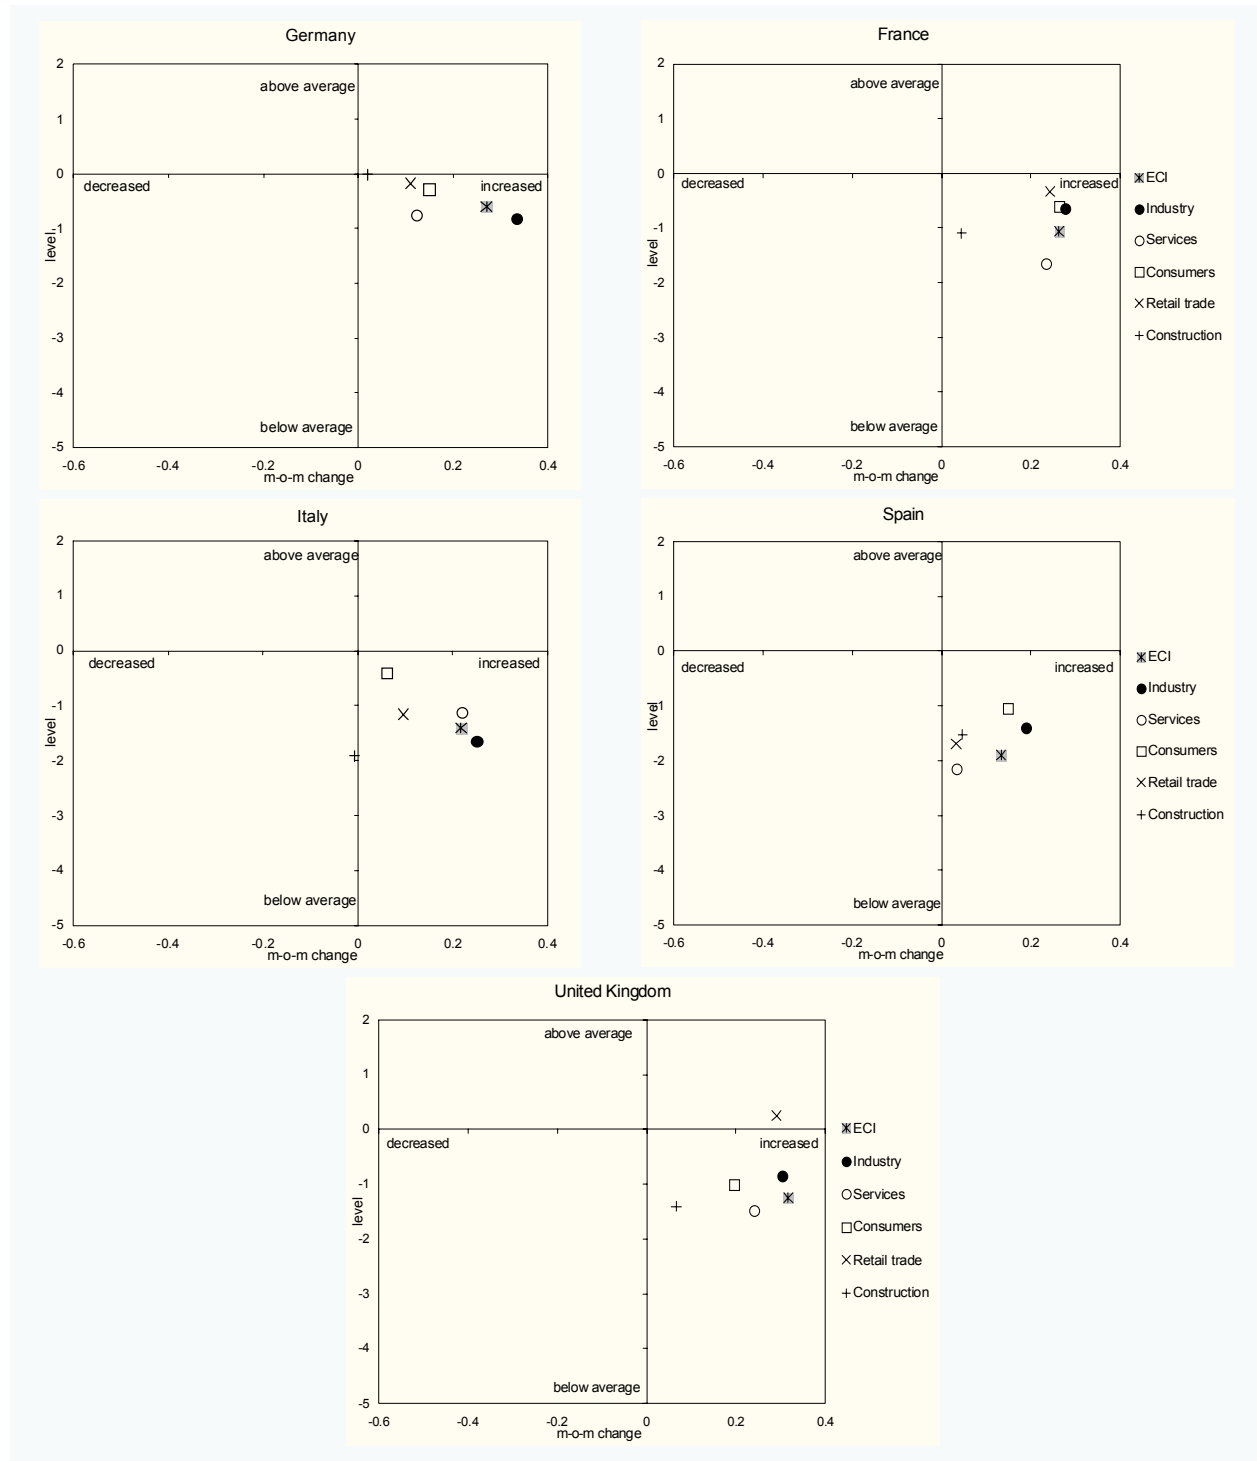 Germany
2
above average
1
0
decreased
increased
-1
level,
-2
-3
-4
below average
-5
-0.6
-0.4
-0.2
0
0.2
0.4
m-o-m change
France
2
above average
1
0
decreased
increased
-1
level
-2
-3
-4
below average
-5
-0.6
-0.4
-0.2
0
0.2
0.4
m-o-m change
ECI
Industry
Services
Consumers
Retail trade
Construction
Italy
2
above average
1
0
decreased
increased
-1
level
-2
-3
-4
below average
-5
-0.6
-0.4
-0.2
0
0.2
0.4
m-o-m change
Spain
2
above average
1
0
decreased
increased
-1
level
-2
-3
-4
below average
-5
-0.6
-0.4
-0.2
0
0.2
0.4
m-o-m change
ECI
Industry
Services
Consumers
Retail trade
Construction
United Kingdom
2
above average
1
0
decreased
increased
-1
level
-2
-3
-4
below average
-5
-0.6
-0.4
-0.2
0
0.2
0.4
m-o-m change
ECI
Industry
Services
Consumers
Retail trade
Construction